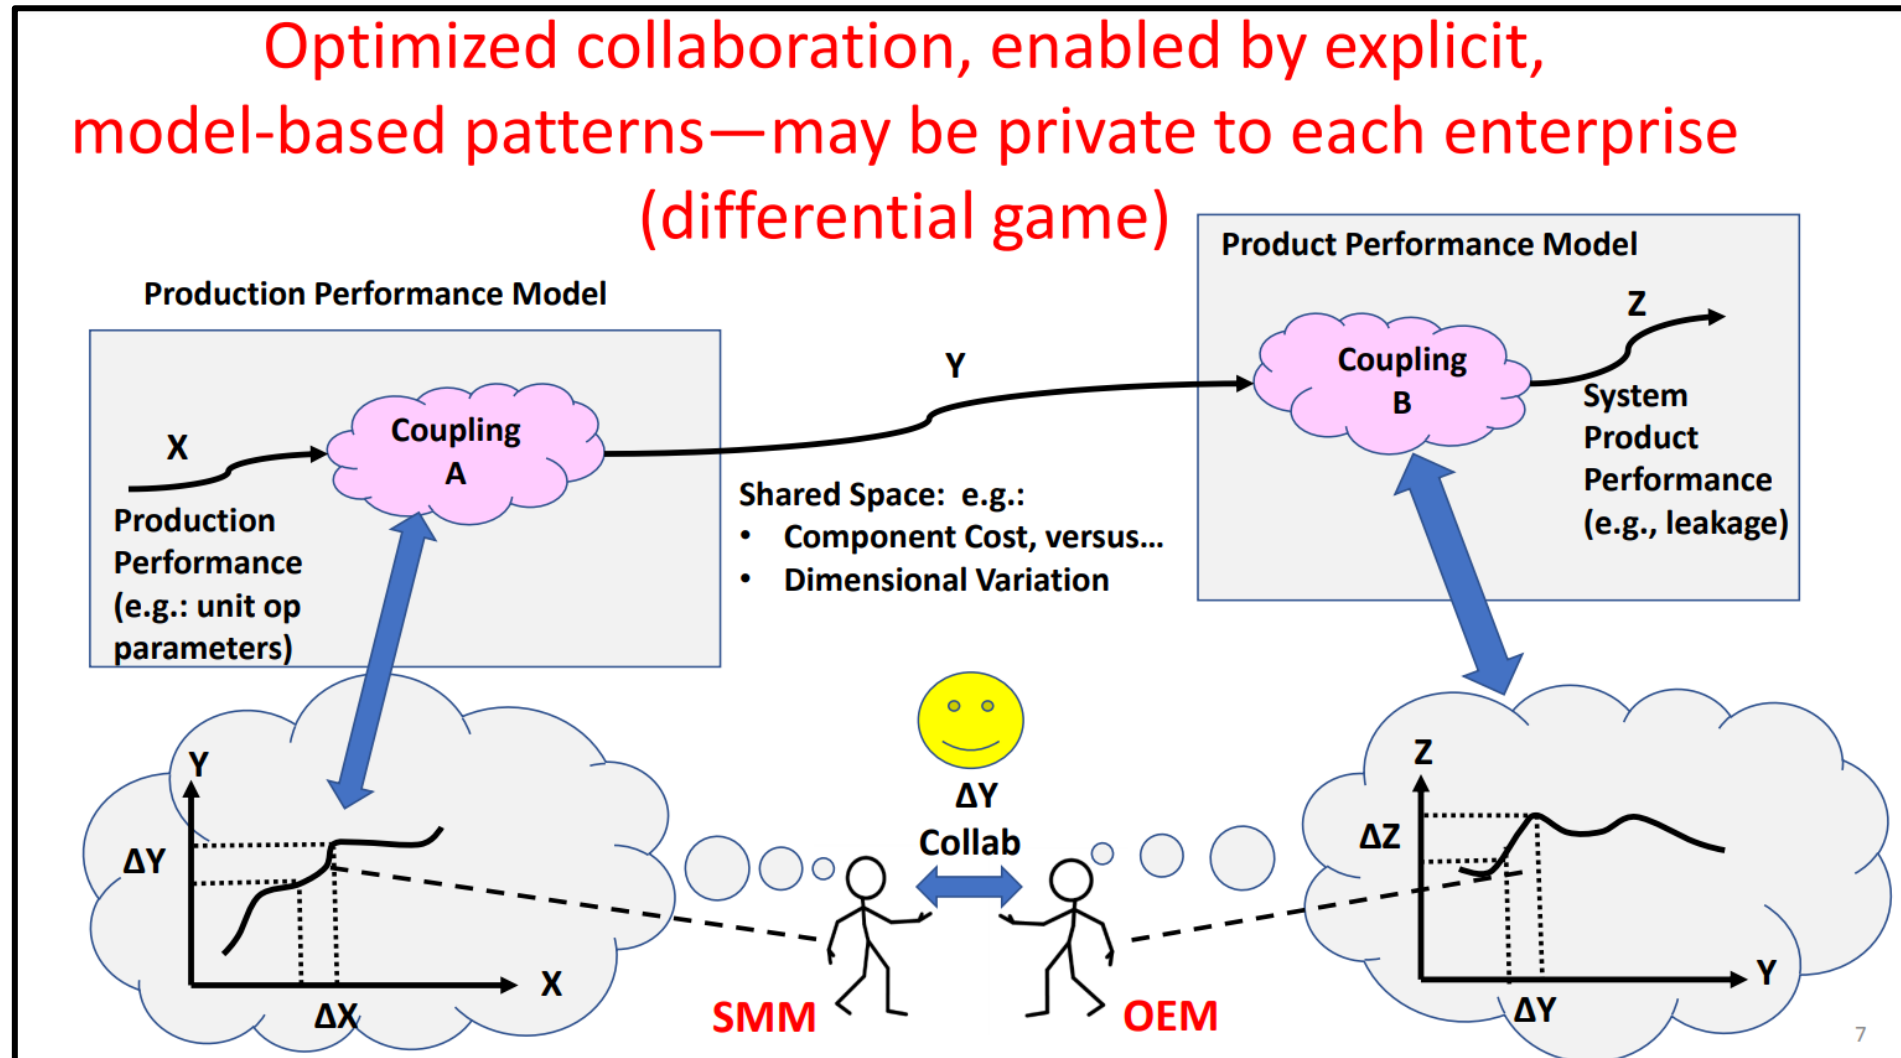 Optimized collaboration, enabled by explicit,
model-based patterns—may be private to each enterprise
(differential game)
Production Performance Model
X
Coupling
A
Production
Performance
(e.g.: unit op
parameters)
Y
Shared Space:  e.g.:
• Component Cost, versus...
• Dimensional Variation
Product Performance Model
Coupling
B
Z
System
Product
Performance
(e.g., leakage)
Y
ΔY
ΔX
X
ΔY
Collab
SMM
OEM
Z
ΔZ
ΔY
Y
7